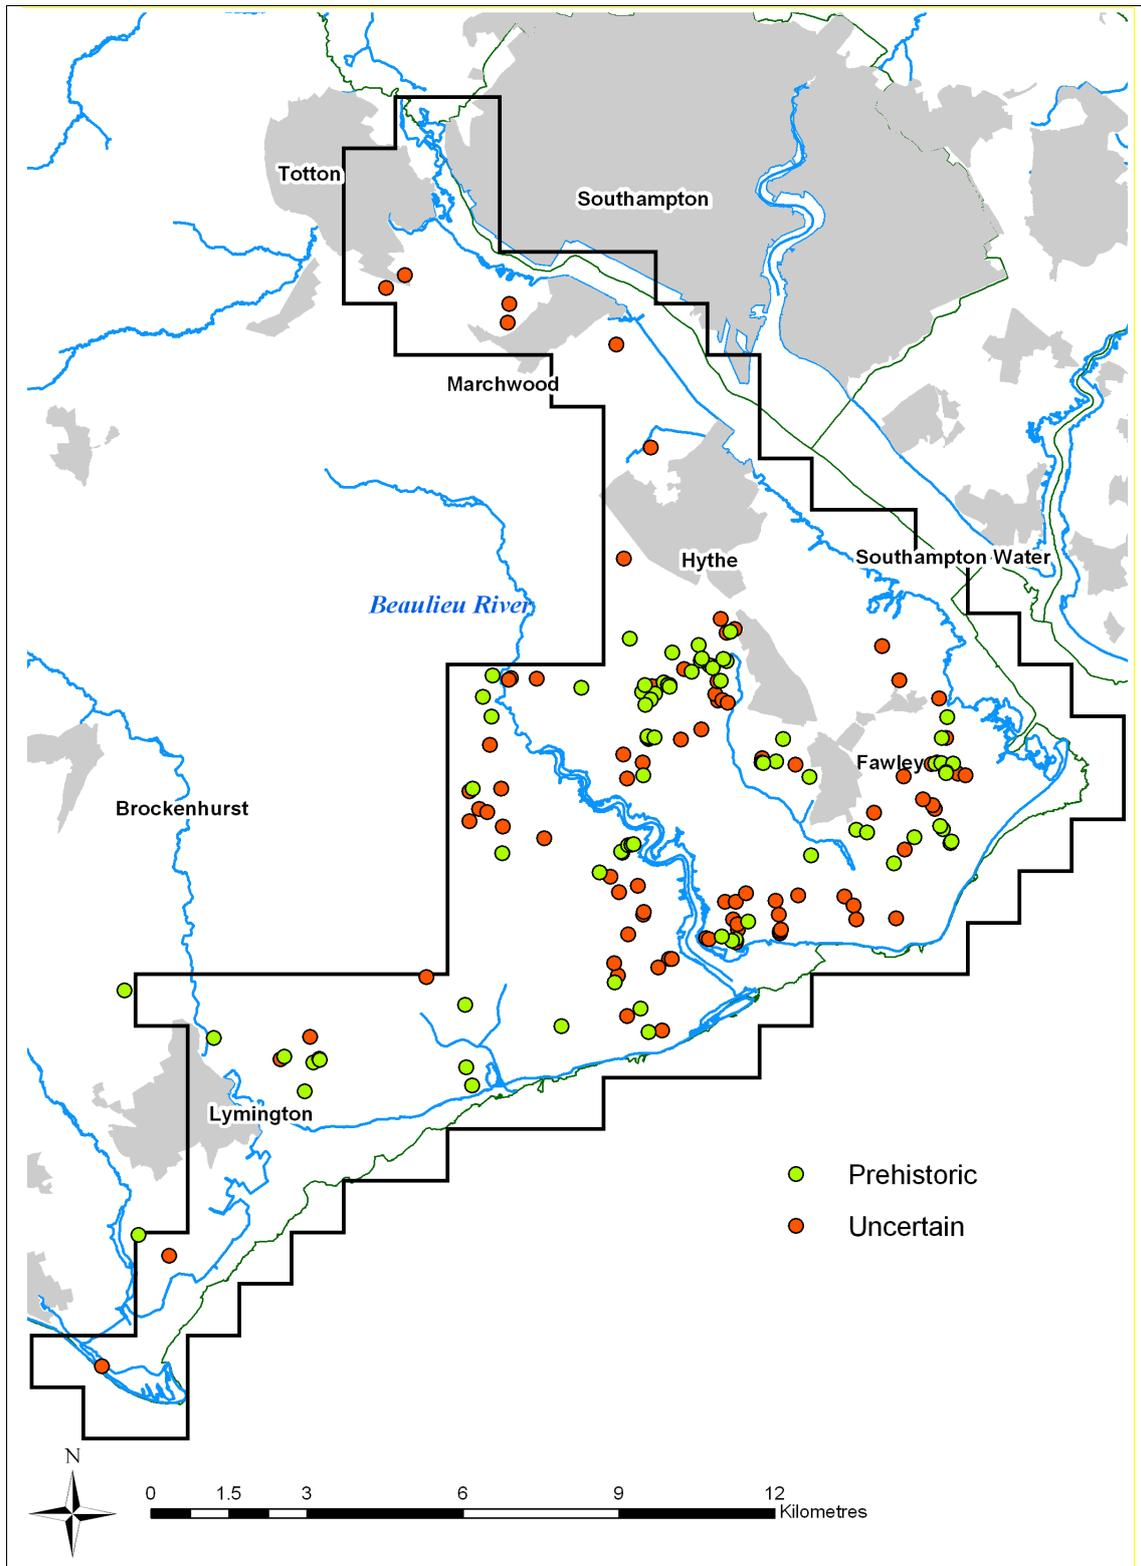 Totton
Southampton
Marchwood
Hythe
Southampton Water
Beaulieu River
Fawley
Brockenhurst
Lymington
Prehistoric
Uncertain
N
0 1.5 3 6 9 12
Kilometres